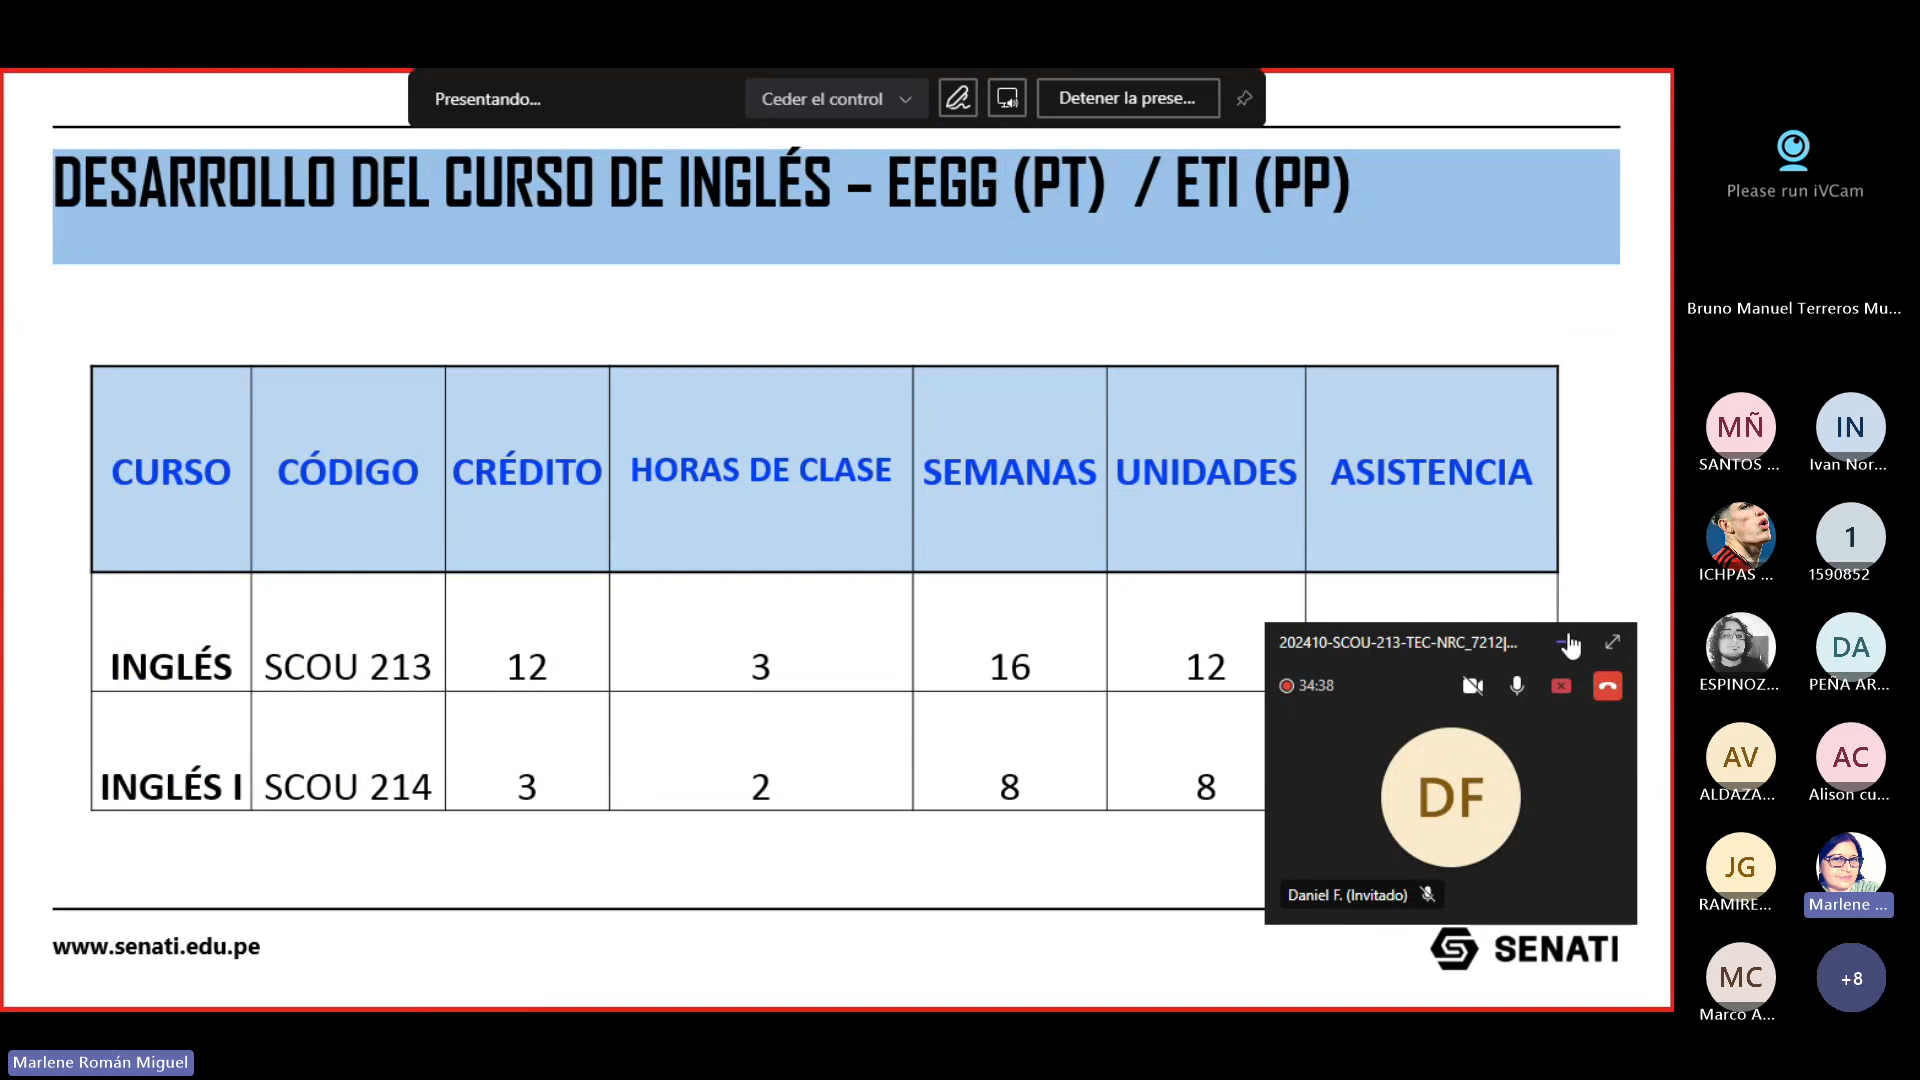 Presentando...
Ceder el control
Detener la prese...
DESARROLLO DEL CURSO DE INGLÉS – EEGG (PT) / ETI (PP)
CURSO CÓDIGO CRÉDITO HORAS DE CLASE SEMANAS UNIDADES ASISTENCIA
INGLÉS SCOU 213 12 3 16 12
INGLÉS I SCOU 214 3 2 8 8
202410-SCOU-213-TEC-NRC_7212|...
34:38
DF
Daniel F. (Invitado)
www.senati.edu.pe
SENATI
Please run iVCam
Bruno Manuel Terreros Mu...
MÑ IN
SANTOS ... Ivan Nor...
1
ICHPAS ... 1590852
DA
ESPINOZ... PEÑA AR...
AV AC
ALDAZA... Alison cu...
JG
RAMIRE... Marlene ...
MC +8
Marco A...
Marlene Román Miguel